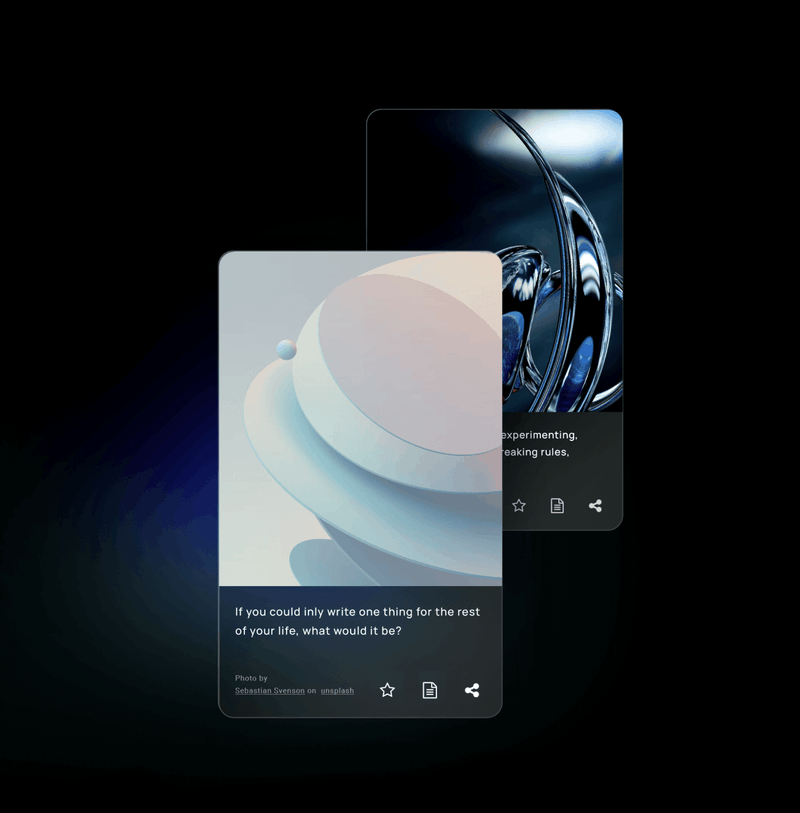 experimenting,
reaking rules,
If you could inly write one thing for the rest
of your life, what would it be?
Photo by
Sebastian Svenson on unsplash